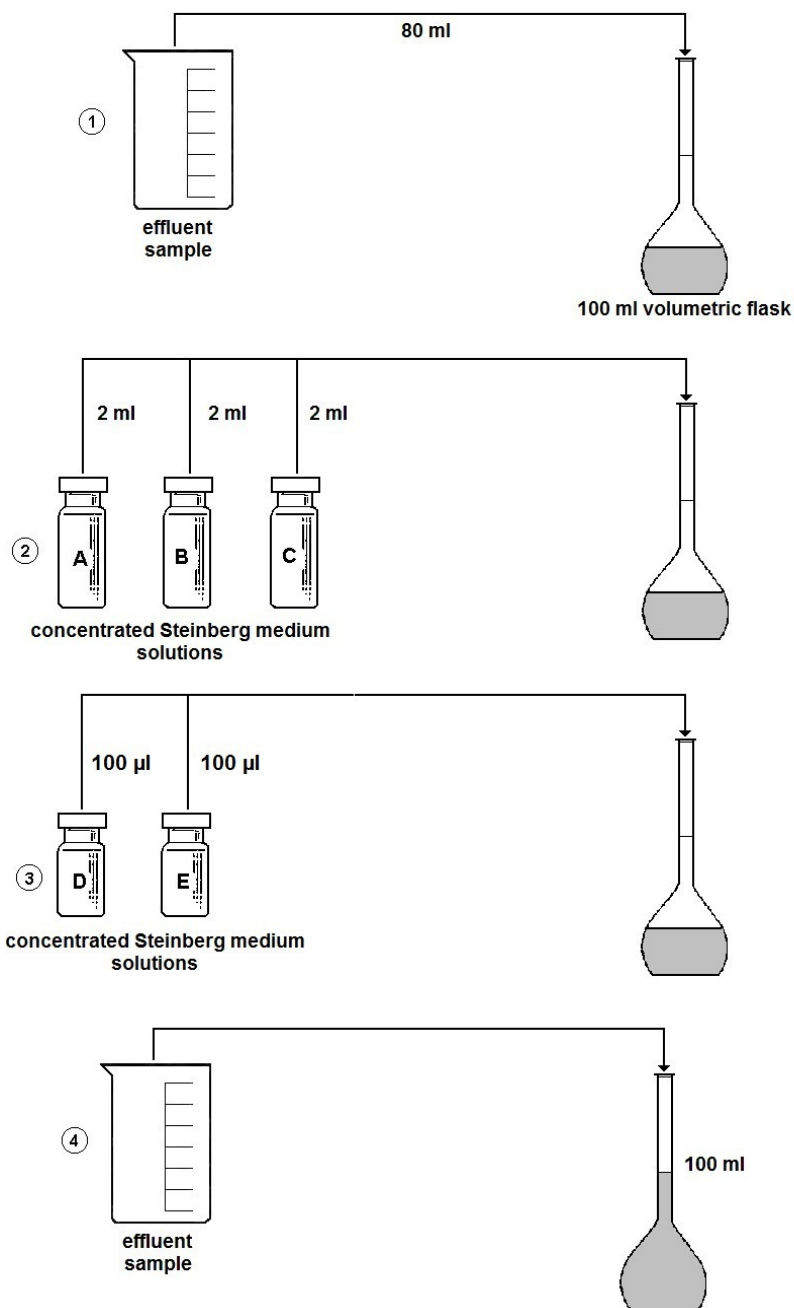 80 ml
1
effluent
sample
100 ml volumetric flask
2 ml 2 ml 2 ml
2
A B C
concentrated Steinberg medium
solutions
100 µl 100 µl
3
D E
concentrated Steinberg medium
solutions
4
100 ml
effluent
sample